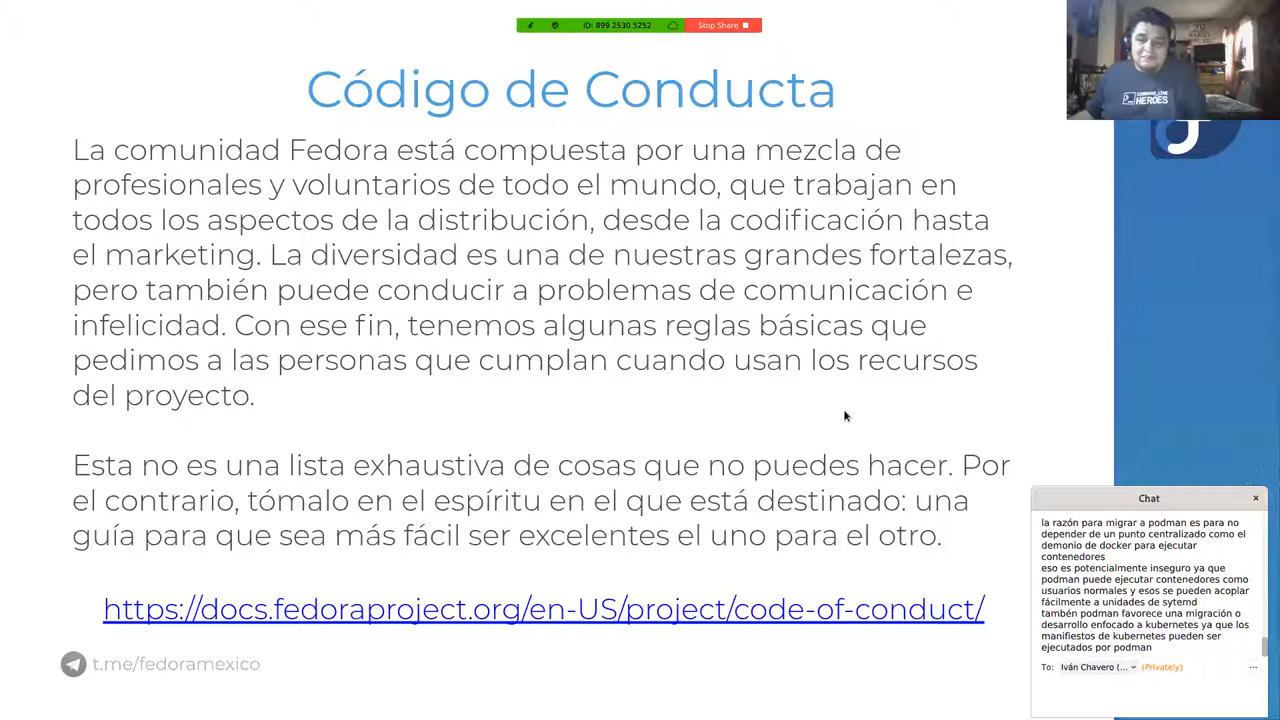 ID: 899 2530 5252
Stop Share
Código de Conducta
COMMAND_LINE
HEROES
La comunidad Fedora está compuesta por una mezcla de
profesionales y voluntarios de todo el mundo, que trabajan en
todos los aspectos de la distribución, desde la codificación hasta
el marketing. La diversidad es una de nuestras grandes fortalezas,
pero también puede conducir a problemas de comunicación e
infelicidad. Con ese fin, tenemos algunas reglas básicas que
pedimos a las personas que cumplan cuando usan los recursos
del proyecto.
Esta no es una lista exhaustiva de cosas que no puedes hacer. Por
el contrario, tómalo en el espíritu en el que está destinado: una
guía para que sea más fácil ser excelentes el uno para el otro.
https://docs.fedoraproject.org/en-US/project/code-of-conduct/
t.me/fedoramexico
Chat
la razón para migrar a podman es para no
depender de un punto centralizado como el
demonio de docker para ejecutar
contenedores
eso es potencialmente inseguro ya que
podman puede ejecutar contenedores como
usuarios normales y esos se pueden acoplar
fácilmente a unidades de sytemd
tambén podman favorece una migración o
desarrollo enfocado a kubernetes ya que los
manifiestos de kubernetes pueden ser
ejecutados por podman
To: Iván Chavero (... (Privately) ...